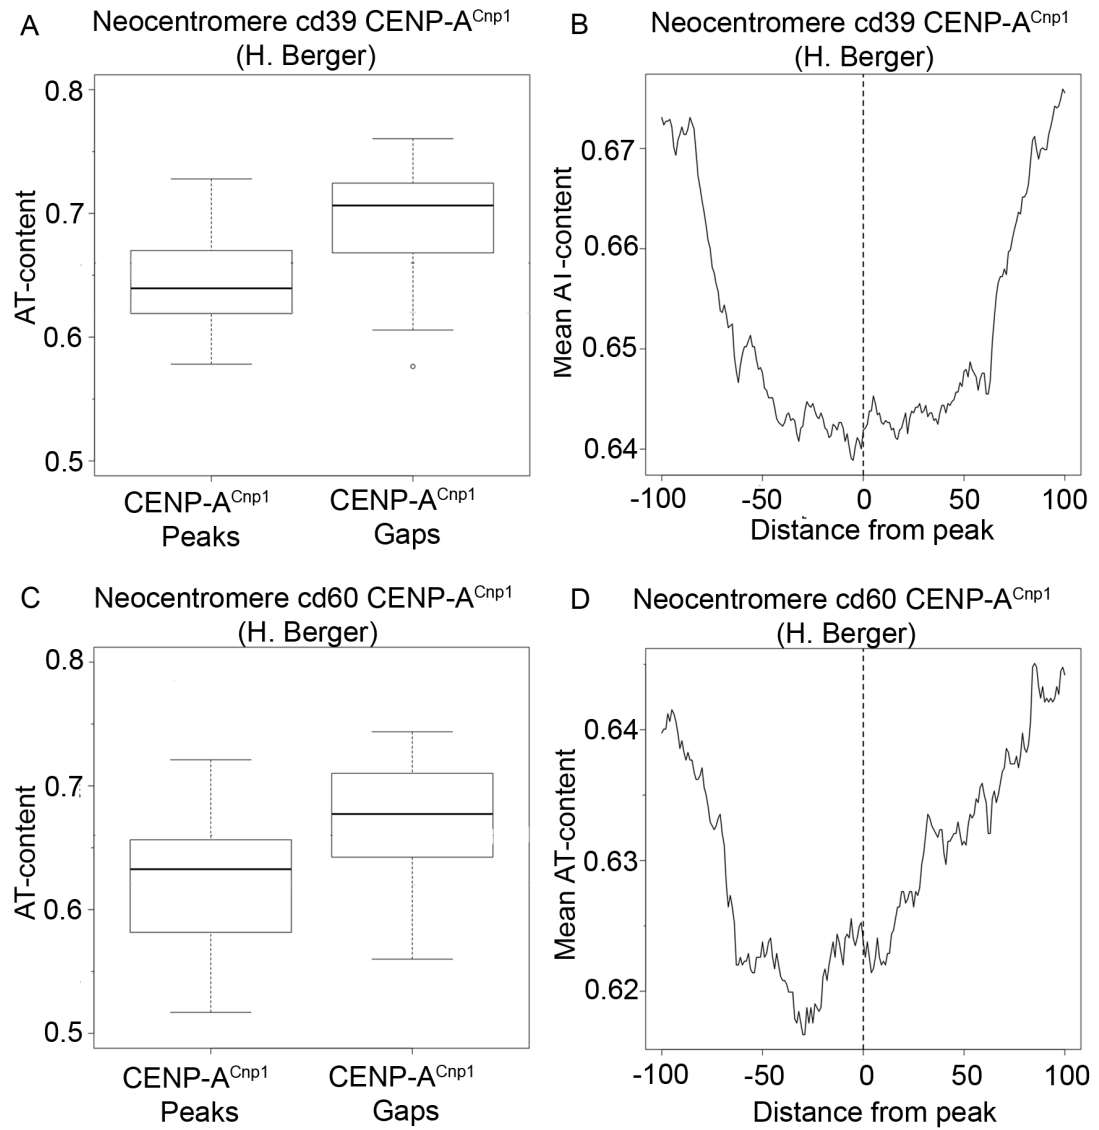 A
Neocentromere cd39 CENP-A^Cnp1
(H. Berger)
0.8
0.7
0.6
0.5
AT-content
CENP-A^Cnp1
Peaks
CENP-A^Cnp1
Gaps
B
Neocentromere cd39 CENP-A^Cnp1
(H. Berger)
0.67
0.66
0.65
0.64
Mean AT-content
-100
-50
0
50
100
Distance from peak
C
Neocentromere cd60 CENP-A^Cnp1
(H. Berger)
0.8
0.7
0.6
0.5
AT-content
CENP-A^Cnp1
Peaks
CENP-A^Cnp1
Gaps
D
Neocentromere cd60 CENP-A^Cnp1
(H. Berger)
0.64
0.63
0.62
Mean AT-content
-100
-50
0
50
100
Distance from peak